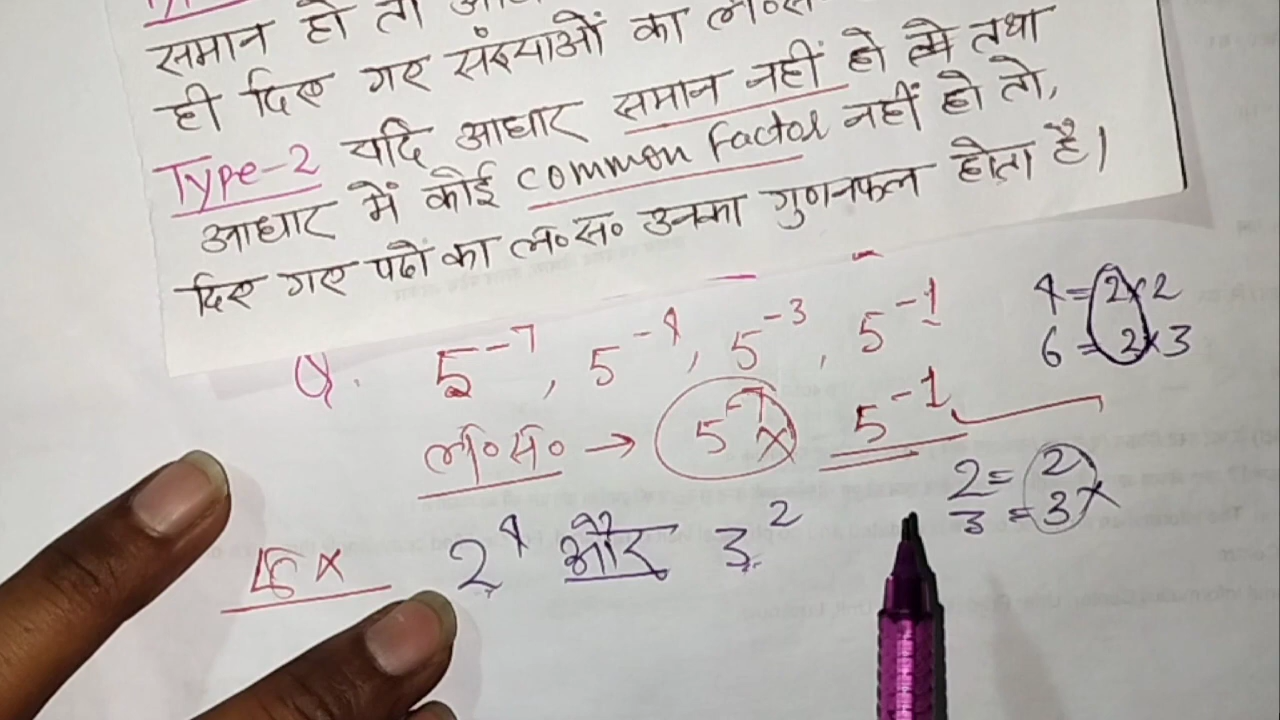 समान हो तो
ही दिए गए संख्याओं का ल०स०
Type-2 यदि आधार समान नहीं हो तथा
आधार में कोई common factor नहीं हो तो,
दिए गए पदों का ल०स० उनका गुणनफल होता है।
Q. 5⁻⁷, 5⁻⁴, 5⁻³, 5⁻¹
4=2×2
6=2×3
ल०स० → 5⁻⁷× 5⁻¹
2=2
3=3×
Ex 2⁴ और 3²